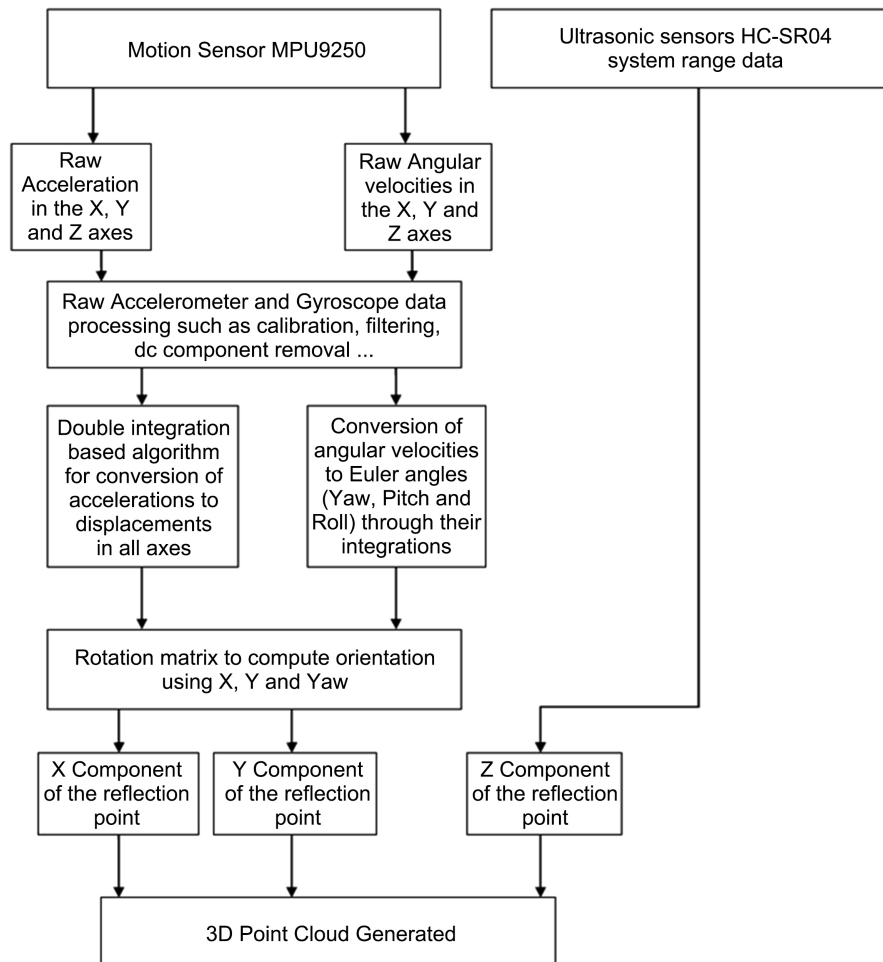 Motion Sensor MPU9250
Ultrasonic sensors HC-SR04
system range data
Raw
Acceleration
in the X, Y
and Z axes
Raw Angular
velocities in
the X, Y and
Z axes
Raw Accelerometer and Gyroscope data
processing such as calibration, filtering,
dc component removal ...
Double integration
based algorithm
for conversion of
accelerations to
displacements
in all axes
Conversion of
angular velocities
to Euler angles
(Yaw, Pitch and
Roll) through their
integrations
Rotation matrix to compute orientation
using X, Y and Yaw
X Component
of the reflection
point
Y Component
of the reflection
point
Z Component
of the reflection
point
3D Point Cloud Generated